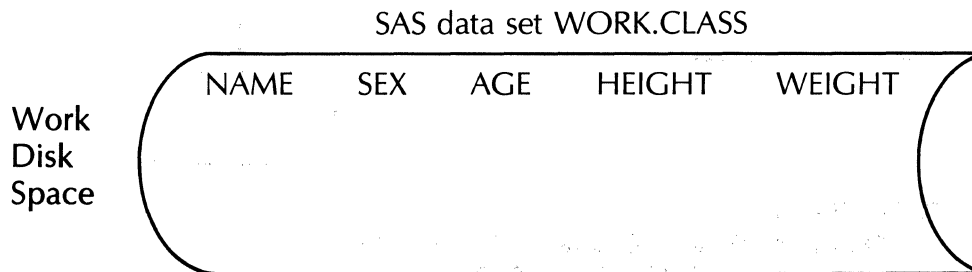 SAS data set WORK.CLASS
NAME SEX AGE HEIGHT WEIGHT
Work
Disk
Space